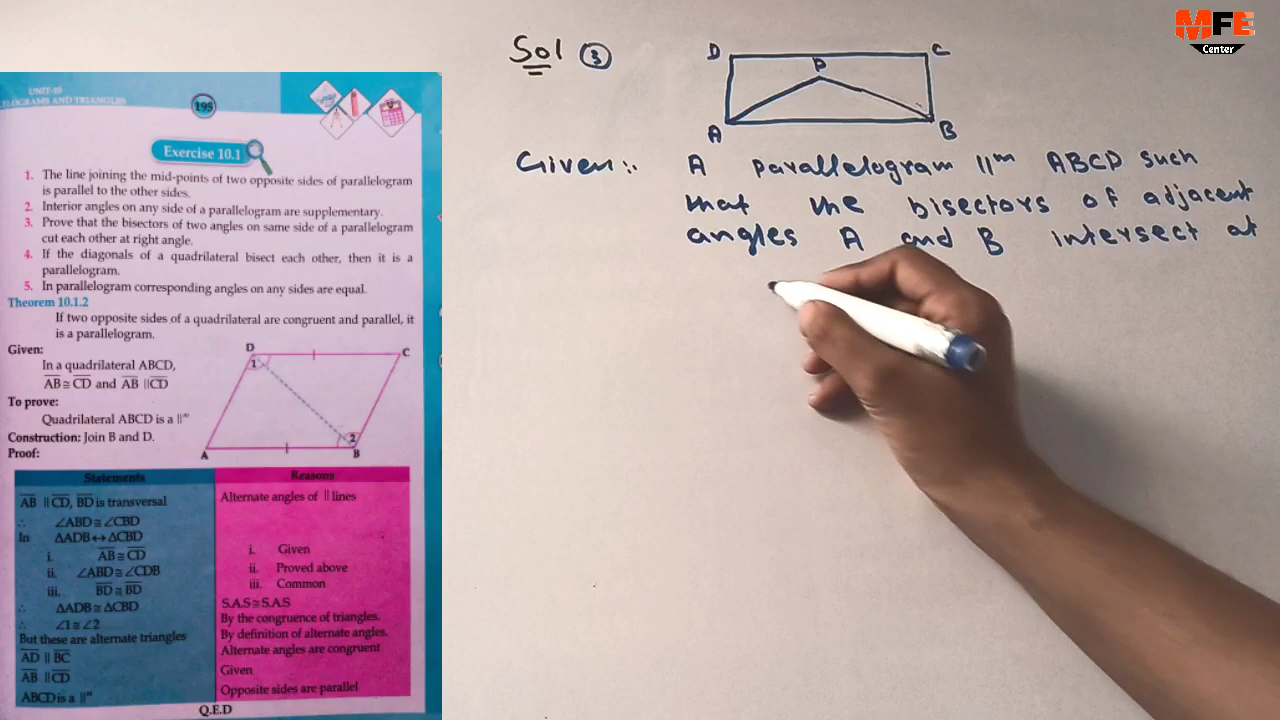 UNIT-10
ELOGRAMS AND TRIANGLES
195
Exercise 10.1
1. The line joining the mid-points of two opposite sides of parallelogram
is parallel to the other sides.
2. Interior angles on any side of a parallelogram are supplementary.
3. Prove that the bisectors of two angles on same side of a parallelogram
cut each other at right angle.
4. If the diagonals of a quadrilateral bisect each other, then it is a
parallelogram.
5. In parallelogram corresponding angles on any sides are equal.
Theorem 10.1.2
If two opposite sides of a quadrilateral are congruent and parallel, it
is a parallelogram.
Given:
In a quadrilateral ABCD,
AB ≅ CD and AB ||CD
To prove:
Quadrilateral ABCD is a ||m
Construction: Join B and D.
Proof:
D
C
1
2
A
B
Statements Reasons
AB || CD, BD is transversal Alternate angles of || lines
∴ ∠ABD ≅ ∠CBD
In ΔADB ↔ ΔCBD
i. AB ≅ CD i. Given
ii. ∠ABD ≅ ∠CDB ii. Proved above
iii. BD ≅ BD iii. Common
∴ ΔADB ≅ ΔCBD S.A.S ≅ S.A.S
∴ ∠1 ≅ ∠2 By the congruence of triangles.
But these are alternate triangles By definition of alternate angles.
AD || BC Alternate angles are congruent
AB || CD Given
ABCD is a ||m Opposite sides are parallel
Q.E.D
Sol 3
D C
P
A B
Given:- A parallelogram ||m ABCD such
that the bisectors of adjacent
angles A and B intersect at
MFE
Center